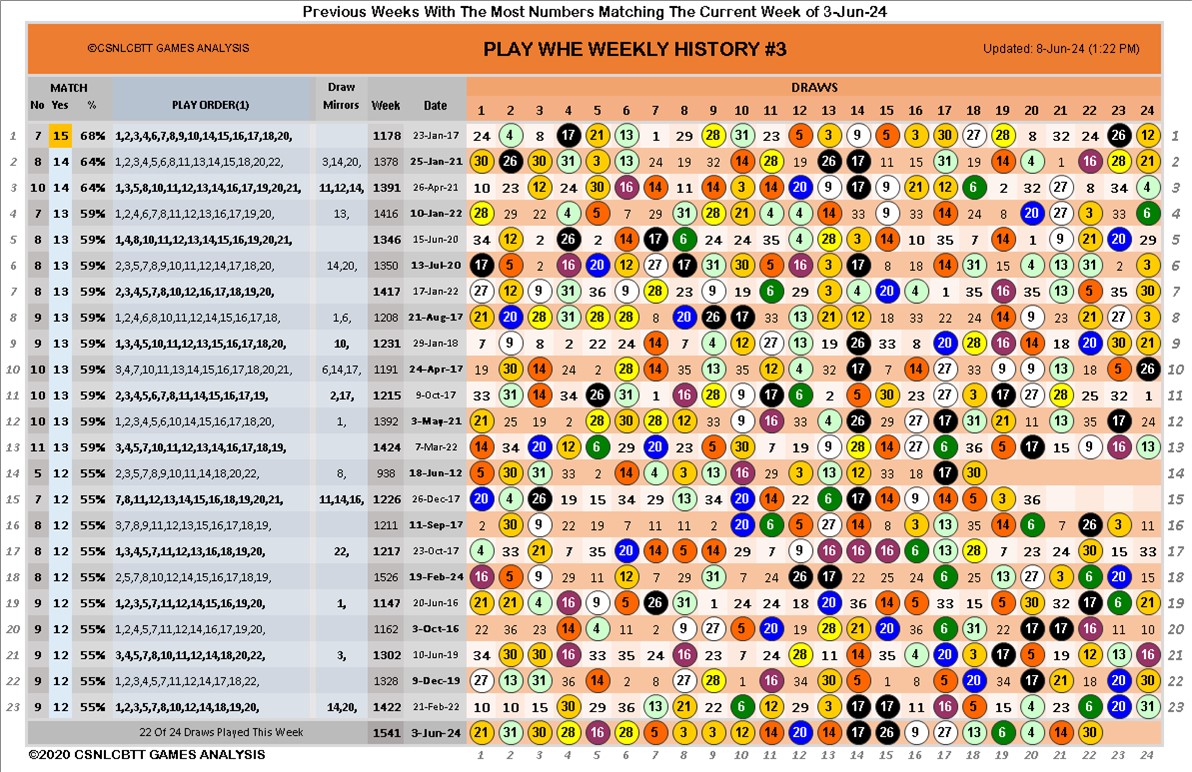 Previous Weeks With The Most Numbers Matching The Current Week of 3-Jun-24
©CSNLCBTT GAMES ANALYSIS PLAY WHE WEEKLY HISTORY #3 Updated: 8-Jun-24 (1:22 PM)
MATCH Draw DRAWS
No Yes % PLAY ORDER(1) Mirrors Week Date 1 2 3 4 5 6 7 8 9 10 11 12 13 14 15 16 17 18 19 20 21 22 23 24
1 7 15 68% 1,2,3,4,6,7,8,9,10,14,15,16,17,18,20, 1178 23-Jan-17 24 4 8 17 21 13 1 29 28 31 23 5 3 9 5 3 30 27 28 8 32 24 26 12 1
2 8 14 64% 1,2,3,4,5,6,8,11,13,14,15,18,20,22, 3,14,20, 1378 25-Jan-21 30 26 30 31 3 13 24 19 32 10 28 19 26 14 11 15 31 19 14 4 1 16 28 21 2
3 10 14 64% 1,3,5,8,10,11,12,13,14,16,17,19,20,21, 11,12,14, 1391 26-Apr-21 10 23 12 24 30 16 14 11 14 3 14 20 9 17 9 21 12 6 2 32 27 8 34 4 3
4 7 13 59% 1,2,4,6,7,8,11,12,13,16,17,19,20, 13, 1416 10-Jan-22 28 29 22 4 5 7 29 31 28 21 4 4 14 33 9 33 14 24 8 20 27 3 33 6 4
5 8 13 59% 1,4,8,10,11,12,13,14,15,16,19,20,21, 1346 15-Jun-20 34 12 2 26 2 14 17 6 24 24 35 4 28 3 14 10 35 7 14 1 9 21 20 29 5
6 8 13 59% 2,3,5,7,8,9,10,11,12,14,17,18,20, 14,20, 1350 13-Jul-20 17 5 2 16 20 12 27 17 31 30 5 16 3 14 8 18 14 31 15 4 13 31 2 3 6
7 8 13 59% 2,3,4,5,7,8,10,12,16,17,18,19,20, 1417 17-Jan-22 27 12 9 31 36 9 28 23 9 19 6 29 3 4 20 4 1 35 16 35 13 5 35 30 7
8 9 13 59% 1,2,4,6,8,10,11,12,14,15,16,17,18, 1,6, 1208 21-Aug-17 21 20 28 31 28 28 8 20 26 17 33 13 21 12 18 33 22 24 14 9 23 21 27 3 8
9 9 13 59% 1,3,4,5,10,11,12,13,15,16,17,18,20, 10, 1231 29-Jan-18 7 9 8 2 22 24 14 7 4 12 27 13 19 26 33 8 20 28 16 14 18 20 30 21 9
10 10 13 59% 3,4,7,10,11,13,14,15,16,17,18,20,21, 6,14,17, 1191 24-Apr-17 19 30 14 24 2 28 14 35 13 35 12 4 32 17 7 14 27 33 9 9 13 18 5 26 10
11 10 13 59% 2,3,4,5,6,7,8,11,14,15,16,17,19, 2,17, 1215 9-Oct-17 33 31 14 34 26 31 1 16 28 9 17 6 2 5 30 23 27 3 17 27 28 25 32 1 11
12 10 13 59% 1,2,3,4,5,6,8,10,11,15,17,18,20, 1, 1392 3-May-21 21 25 19 2 28 30 28 12 9 16 33 13 4 26 29 27 17 31 21 11 13 35 17 24 12
13 11 13 59% 3,4,5,7,10,11,12,13,14,17,18,19, 1424 7-Mar-22 14 34 20 12 6 29 20 23 5 30 7 19 9 28 14 27 6 36 20 17 15 9 16 13 13
14 5 12 55% 2,3,5,7,8,9,10,11,14,18,20,22, 8, 938 18-Jun-12 5 30 31 33 2 14 4 3 13 16 29 3 13 12 33 18 17 30 14
15 7 12 55% 7,8,11,12,13,14,15,16,18,19,20,21, 11,14,16, 1226 26-Dec-17 20 4 26 19 15 34 29 13 34 20 14 22 6 17 14 9 14 5 3 36 15
16 8 12 55% 3,7,8,9,11,12,13,15,16,17,18,19, 1211 11-Sep-17 2 30 9 22 19 7 11 11 2 20 6 5 27 14 8 3 13 35 14 6 7 26 3 11 16
17 8 12 55% 1,3,4,5,7,11,12,13,16,18,19,20, 22, 1217 23-Oct-17 4 33 21 7 35 20 14 5 14 29 7 9 16 16 16 6 13 28 7 23 24 30 15 33 17
18 8 12 55% 2,5,7,8,10,12,14,15,16,17,18,19, 1526 19-Feb-24 16 5 9 29 11 12 7 29 31 7 24 26 17 22 25 24 6 25 13 27 3 6 20 15 18
19 9 12 55% 1,2,3,5,7,11,12,14,15,16,19,20, 1, 1147 20-Jun-16 21 21 4 16 9 5 26 31 1 24 24 18 20 36 14 5 33 15 5 30 32 17 6 21 19
20 9 12 55% 1,2,4,5,7,11,12,14,16,17,19,20, 1162 3-Oct-16 22 36 23 14 4 11 2 9 27 5 20 19 28 21 20 36 6 31 22 17 17 16 11 10 20
21 9 12 55% 3,4,5,7,8,10,11,12,14,18,20,22, 3, 1302 10-Jun-19 34 30 30 16 33 35 24 16 23 7 24 28 11 14 35 4 20 3 17 5 19 12 13 16 21
22 9 12 55% 1,2,3,4,5,7,11,14,17,18,20,22, 1328 9-Dec-19 27 13 31 36 14 2 8 27 28 1 16 34 30 5 1 8 5 20 34 17 21 18 20 30 22
23 9 12 55% 1,2,3,5,7,8,10,12,14,18,19,20, 14,20, 1422 21-Feb-22 10 10 15 30 29 36 13 21 22 6 12 4 33 17 17 11 16 5 15 4 23 6 20 31 23
22 Of 24 Draws Played This Week 1541 3-Jun-24 21 31 30 28 16 28 5 3 3 12 14 20 14 17 26 9 27 13 6 4 14 30
©2020 CSNLCBTT GAMES ANALYSIS 1 2 3 4 5 6 7 8 9 10 11 12 13 14 15 16 17 18 19 20 21 22 23 24